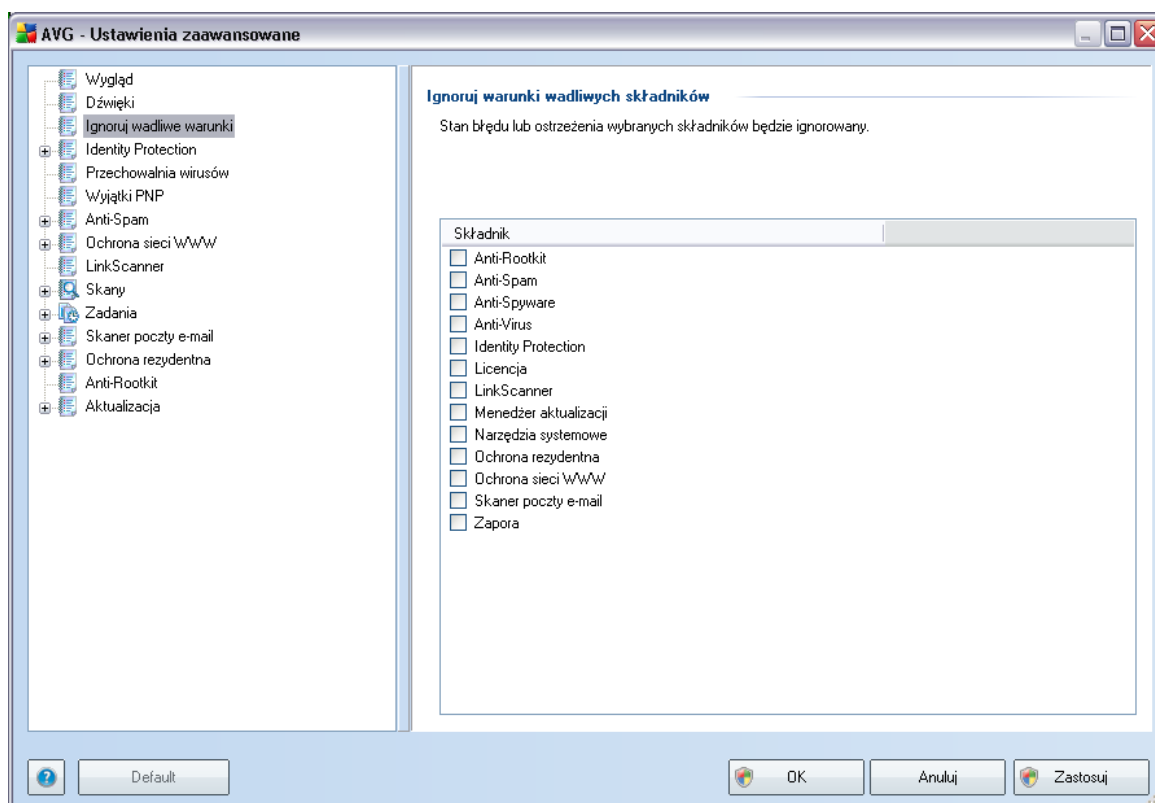 AVG - Ustawienia zaawansowane
Wygląd
Dźwięki
Ignoruj wadliwe warunki
Identity Protection
Przechowalnia wirusów
Wyjątki PNP
Anti-Spam
Ochrona sieci WWW
LinkScanner
Skany
Zadania
Skaner poczty e-mail
Ochrona rezydentna
Anti-Rootkit
Aktualizacja
Ignoruj warunki wadliwych składników
Stan błędu lub ostrzeżenia wybranych składników będzie ignorowany.
Składnik
Anti-Rootkit
Anti-Spam
Anti-Spyware
Anti-Virus
Identity Protection
Licencja
LinkScanner
Menedżer aktualizacji
Narzędzia systemowe
Ochrona rezydentna
Ochrona sieci WWW
Skaner poczty e-mail
Zapora
? Default OK Anuluj Zastosuj